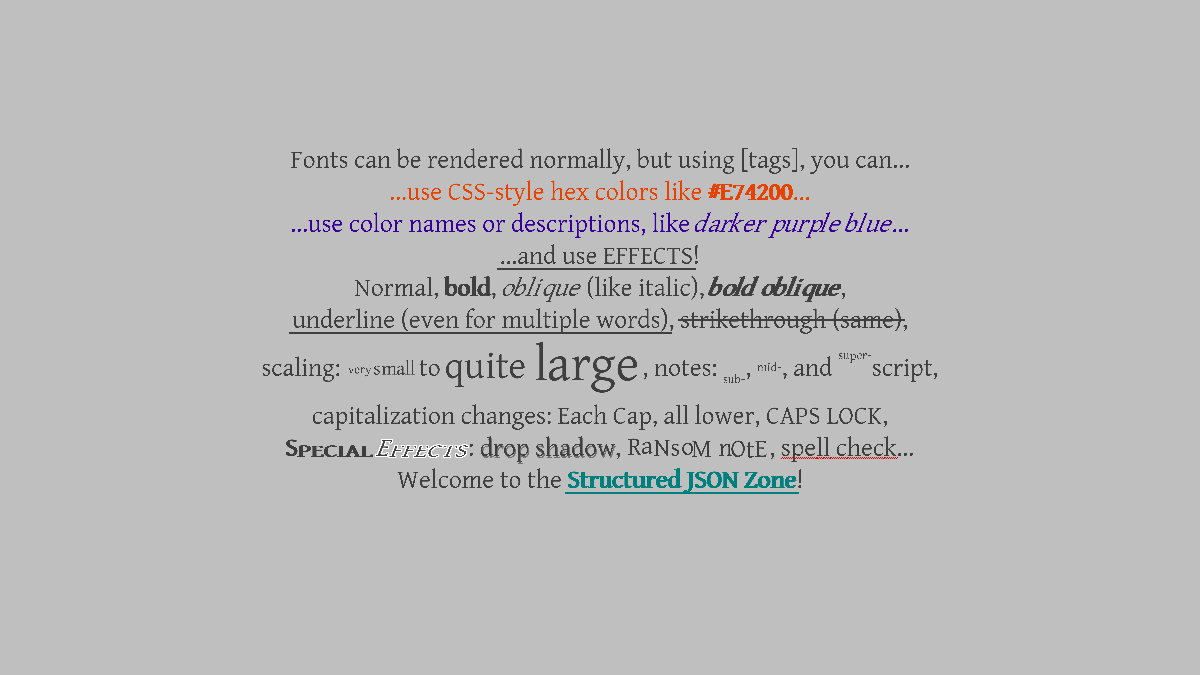 Fonts can be rendered normally, but using [tags], you can...
...use CSS-style hex colors like #E74200...
...use color names or descriptions, like darker purple blue...
...and use EFFECTS!
Normal, bold, oblique (like italic), bold oblique,
underline (even for multiple words), strikethrough (same),
scaling: very small to quite large, notes: sub-, mid-, and super-script,
capitalization changes: Each Cap, all lower, CAPS LOCK,
Special Effects: drop shadow, RaNsoM nOtE, spell check...
Welcome to the Structured JSON Zone!